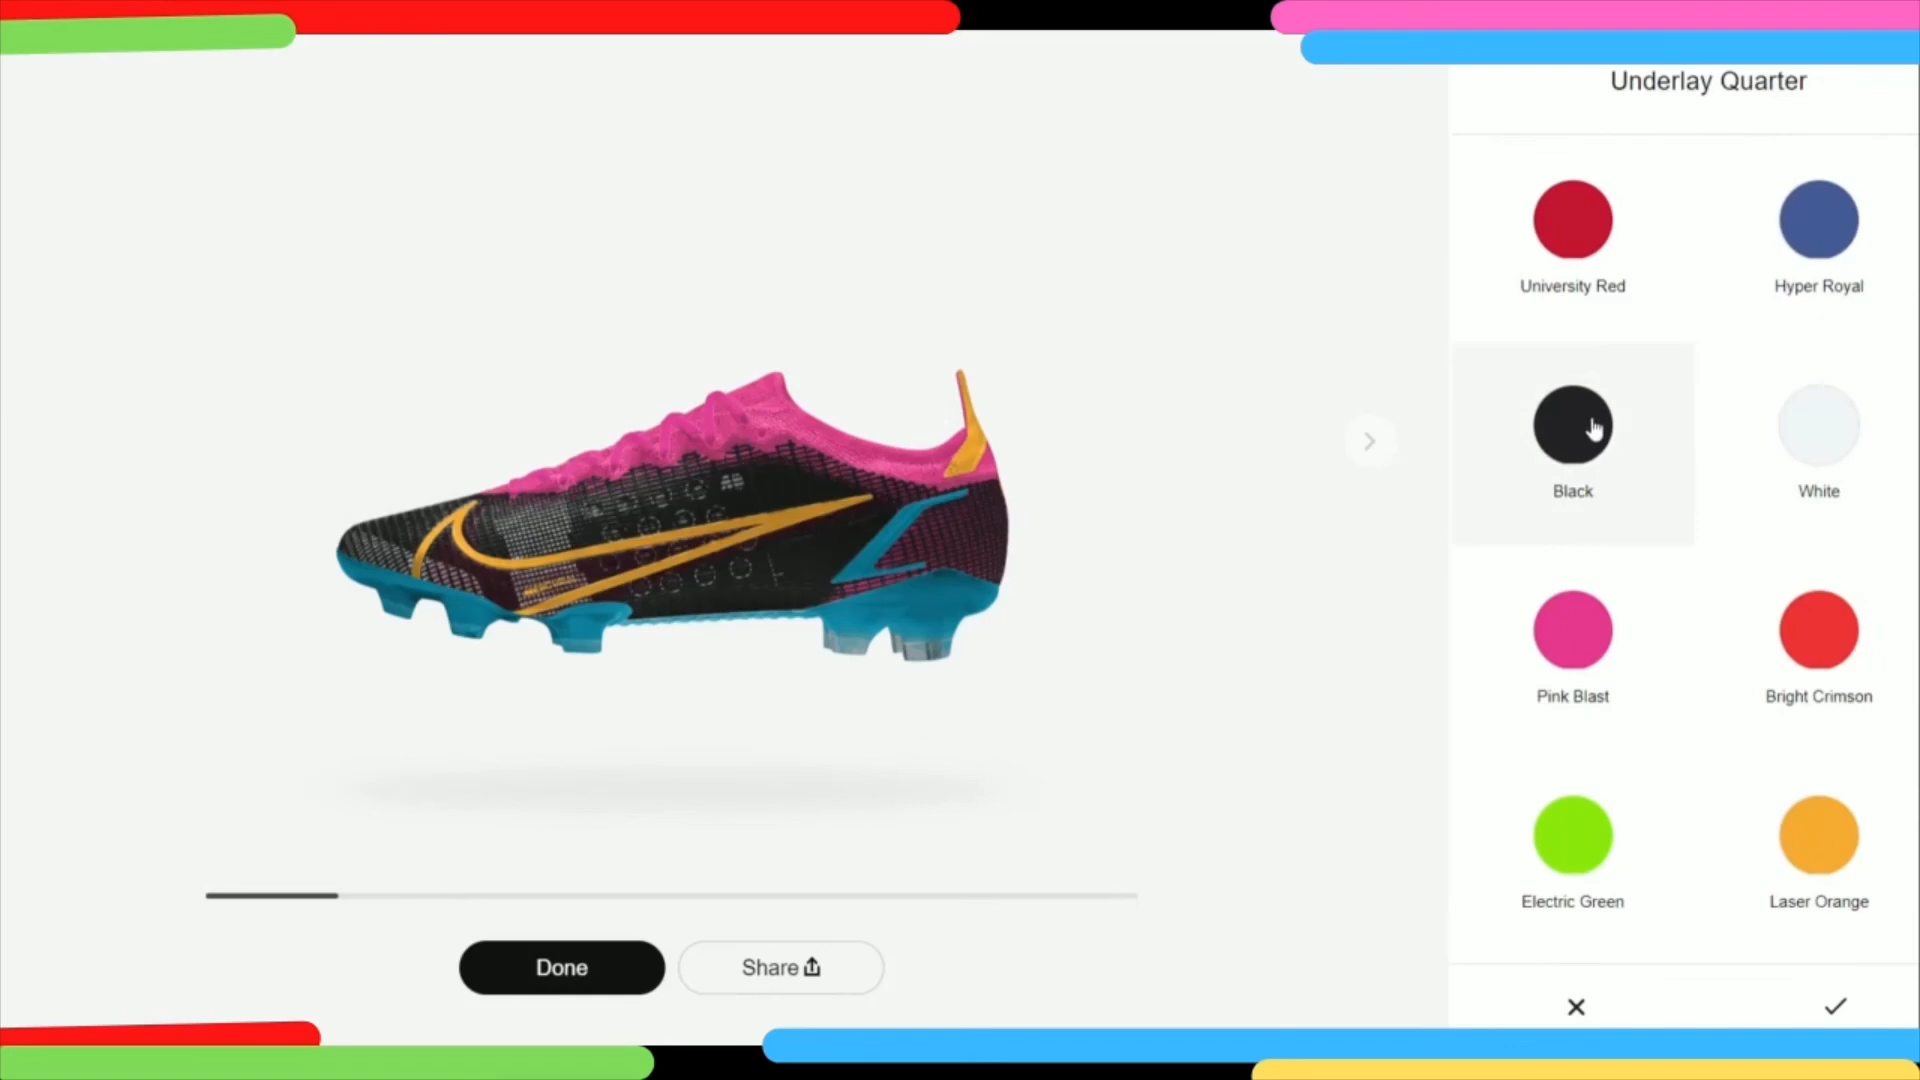 Underlay Quarter
University Red
Hyper Royal
Black
White
Pink Blast
Bright Crimson
Electric Green
Laser Orange
Done
Share